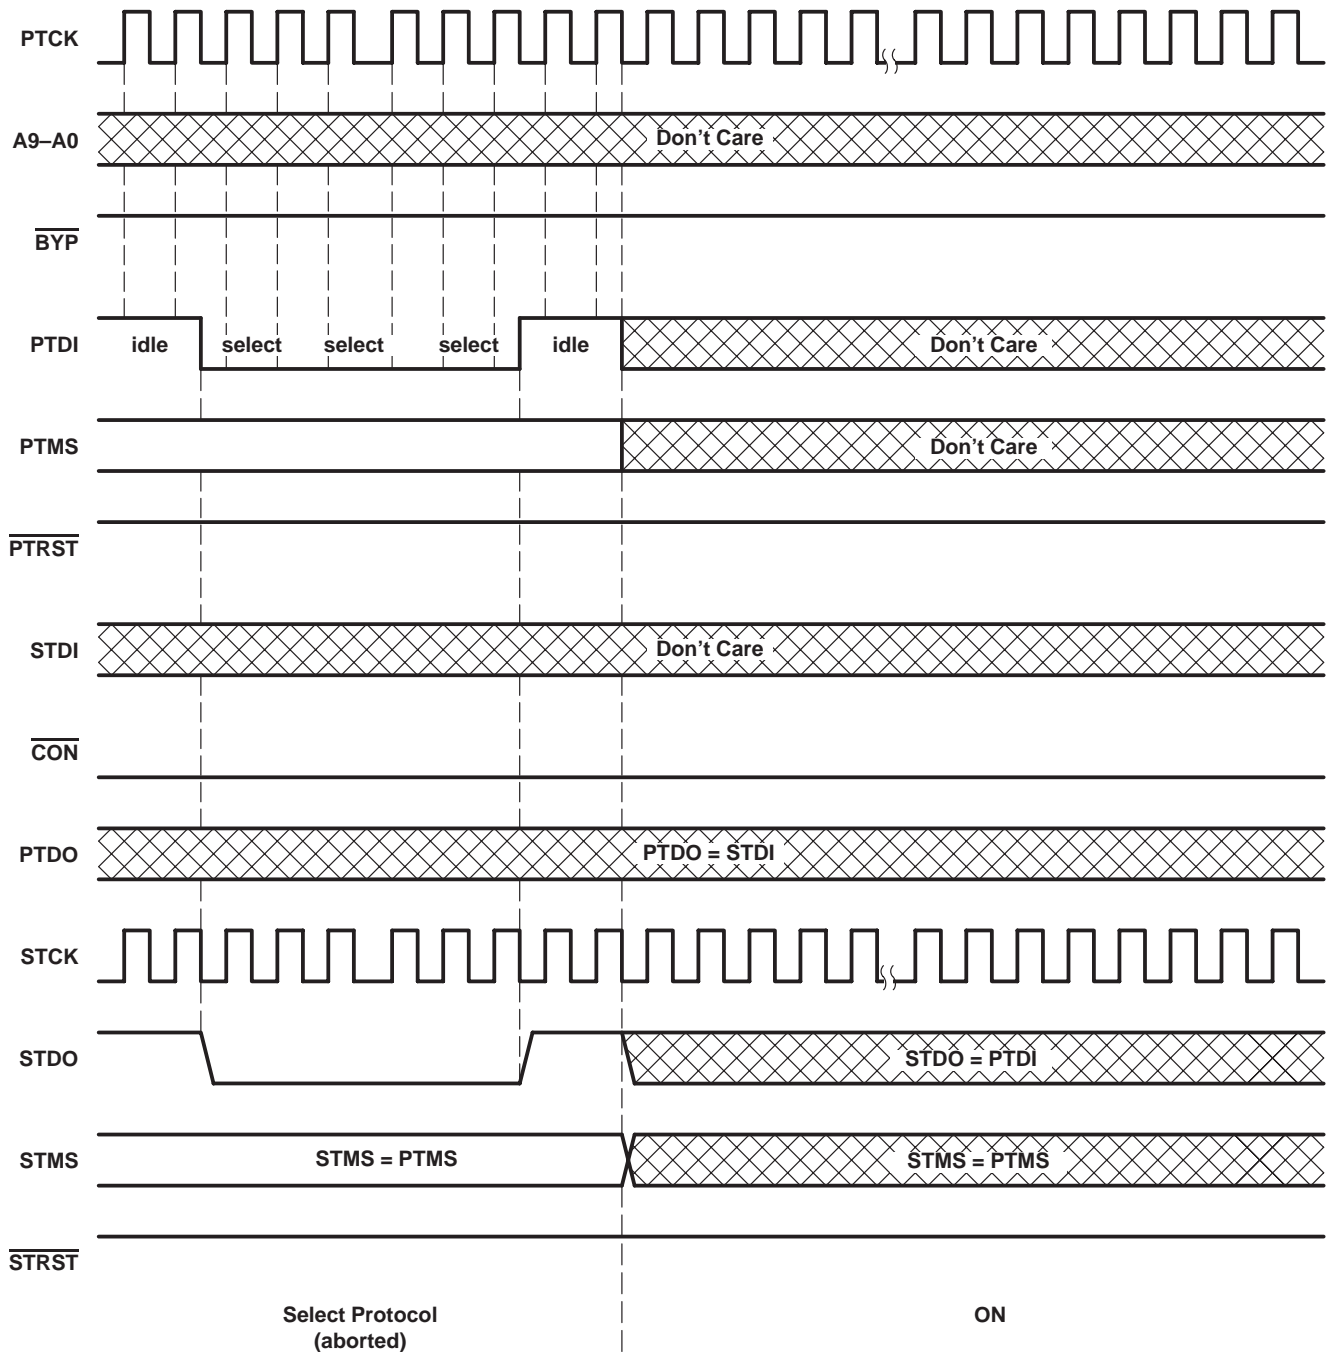 PTCK
A9–A0
Don't Care
BYP
PTDI
idle
select
select
select
idle
Don't Care
PTMS
Don't Care
PTRST
STDI
Don't Care
CON
PTDO
PTDO = STDI
STCK
STDO
STDO = PTDI
STMS
STMS = PTMS
STMS = PTMS
STRST
Select Protocol
(aborted)
ON